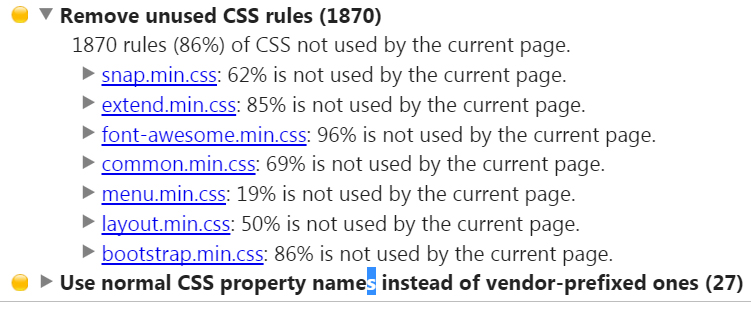 Remove unused CSS rules (1870)
1870 rules (86%) of CSS not used by the current page.
snap.min.css: 62% is not used by the current page.
extend.min.css: 85% is not used by the current page.
font-awesome.min.css: 96% is not used by the current page.
common.min.css: 69% is not used by the current page.
menu.min.css: 19% is not used by the current page.
layout.min.css: 50% is not used by the current page.
bootstrap.min.css: 86% is not used by the current page.
Use normal CSS property names instead of vendor-prefixed ones (27)